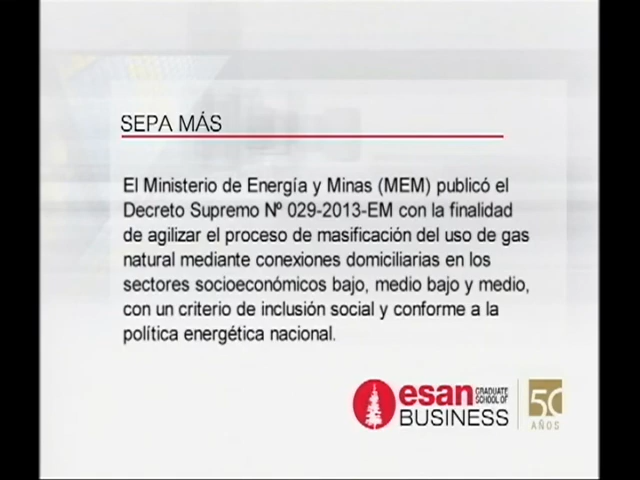 SEPA MÁS
El Ministerio de Energía y Minas (MEM) publicó el
Decreto Supremo Nº 029-2013-EM con la finalidad
de agilizar el proceso de masificación del uso de gas
natural mediante conexiones domiciliarias en los
sectores socioeconómicos bajo, medio bajo y medio,
con un criterio de inclusión social y conforme a la
política energética nacional.
esan GRADUATE
SCHOOL OF
BUSINESS
50
AÑOS